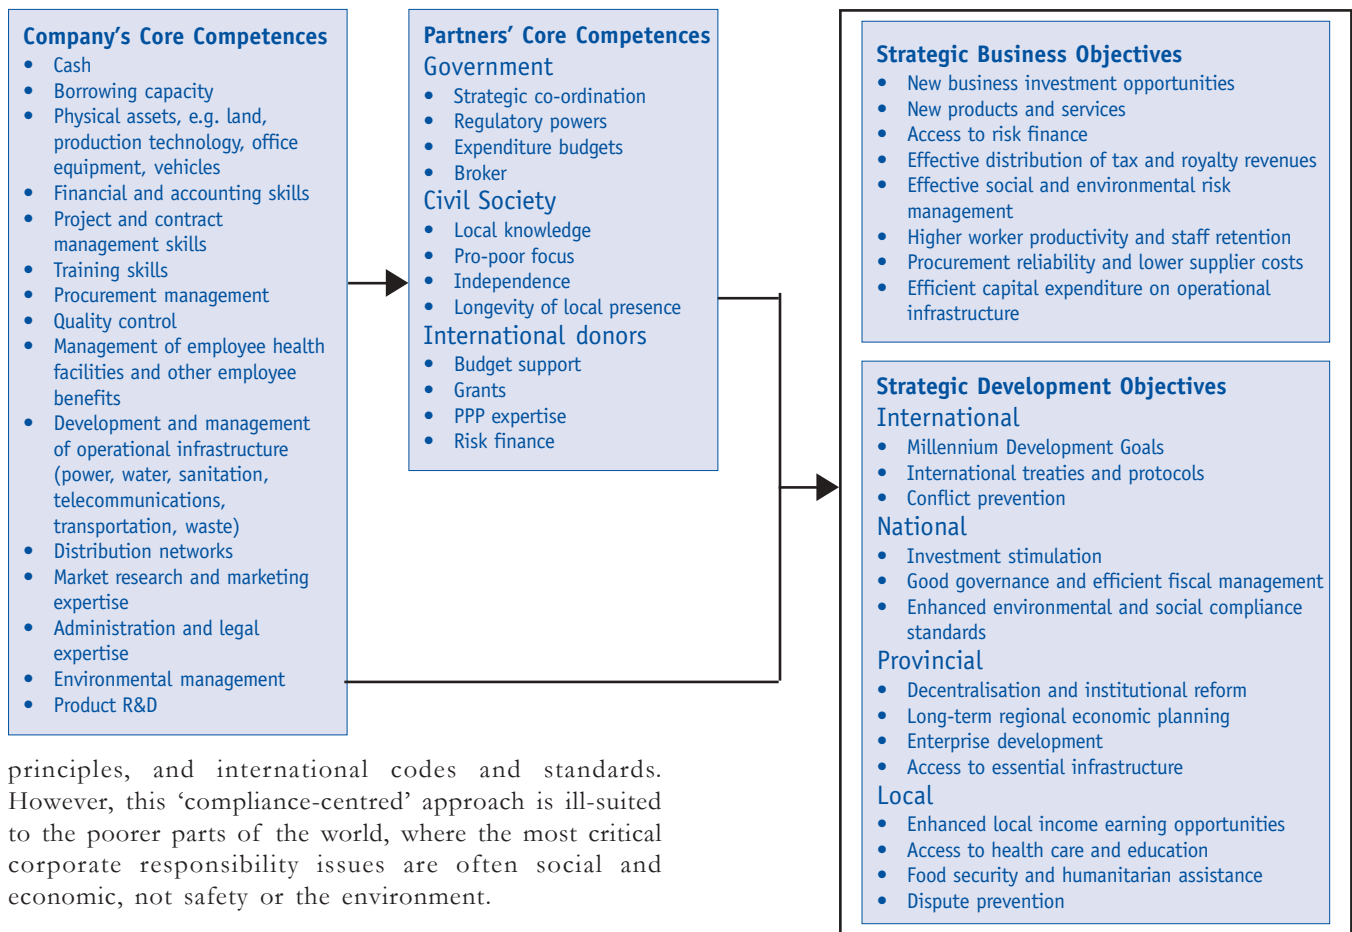 Company's Core Competences
• Cash
• Borrowing capacity
• Physical assets, e.g. land,
production technology, office
equipment, vehicles
• Financial and accounting skills
• Project and contract
management skills
• Training skills
• Procurement management
• Quality control
• Management of employee health
facilities and other employee
benefits
• Development and management
of operational infrastructure
(power, water, sanitation,
telecommunications,
transportation, waste)
• Distribution networks
• Market research and marketing
expertise
• Administration and legal
expertise
• Environmental management
• Product R&D
Partners' Core Competences
Government
• Strategic co-ordination
• Regulatory powers
• Expenditure budgets
• Broker
Civil Society
• Local knowledge
• Pro-poor focus
• Independence
• Longevity of local presence
International donors
• Budget support
• Grants
• PPP expertise
• Risk finance
Strategic Business Objectives
• New business investment opportunities
• New products and services
• Access to risk finance
• Effective distribution of tax and royalty revenues
• Effective social and environmental risk
management
• Higher worker productivity and staff retention
• Procurement reliability and lower supplier costs
• Efficient capital expenditure on operational
infrastructure
Strategic Development Objectives
International
• Millennium Development Goals
• International treaties and protocols
• Conflict prevention
National
• Investment stimulation
• Good governance and efficient fiscal management
• Enhanced environmental and social compliance
standards
Provincial
• Decentralisation and institutional reform
• Long-term regional economic planning
• Enterprise development
• Access to essential infrastructure
Local
• Enhanced local income earning opportunities
• Access to health care and education
• Food security and humanitarian assistance
• Dispute prevention
principles, and international codes and standards.
However, this ‘compliance-centred’ approach is ill-suited
to the poorer parts of the world, where the most critical
corporate responsibility issues are often social and
economic, not safety or the environment.